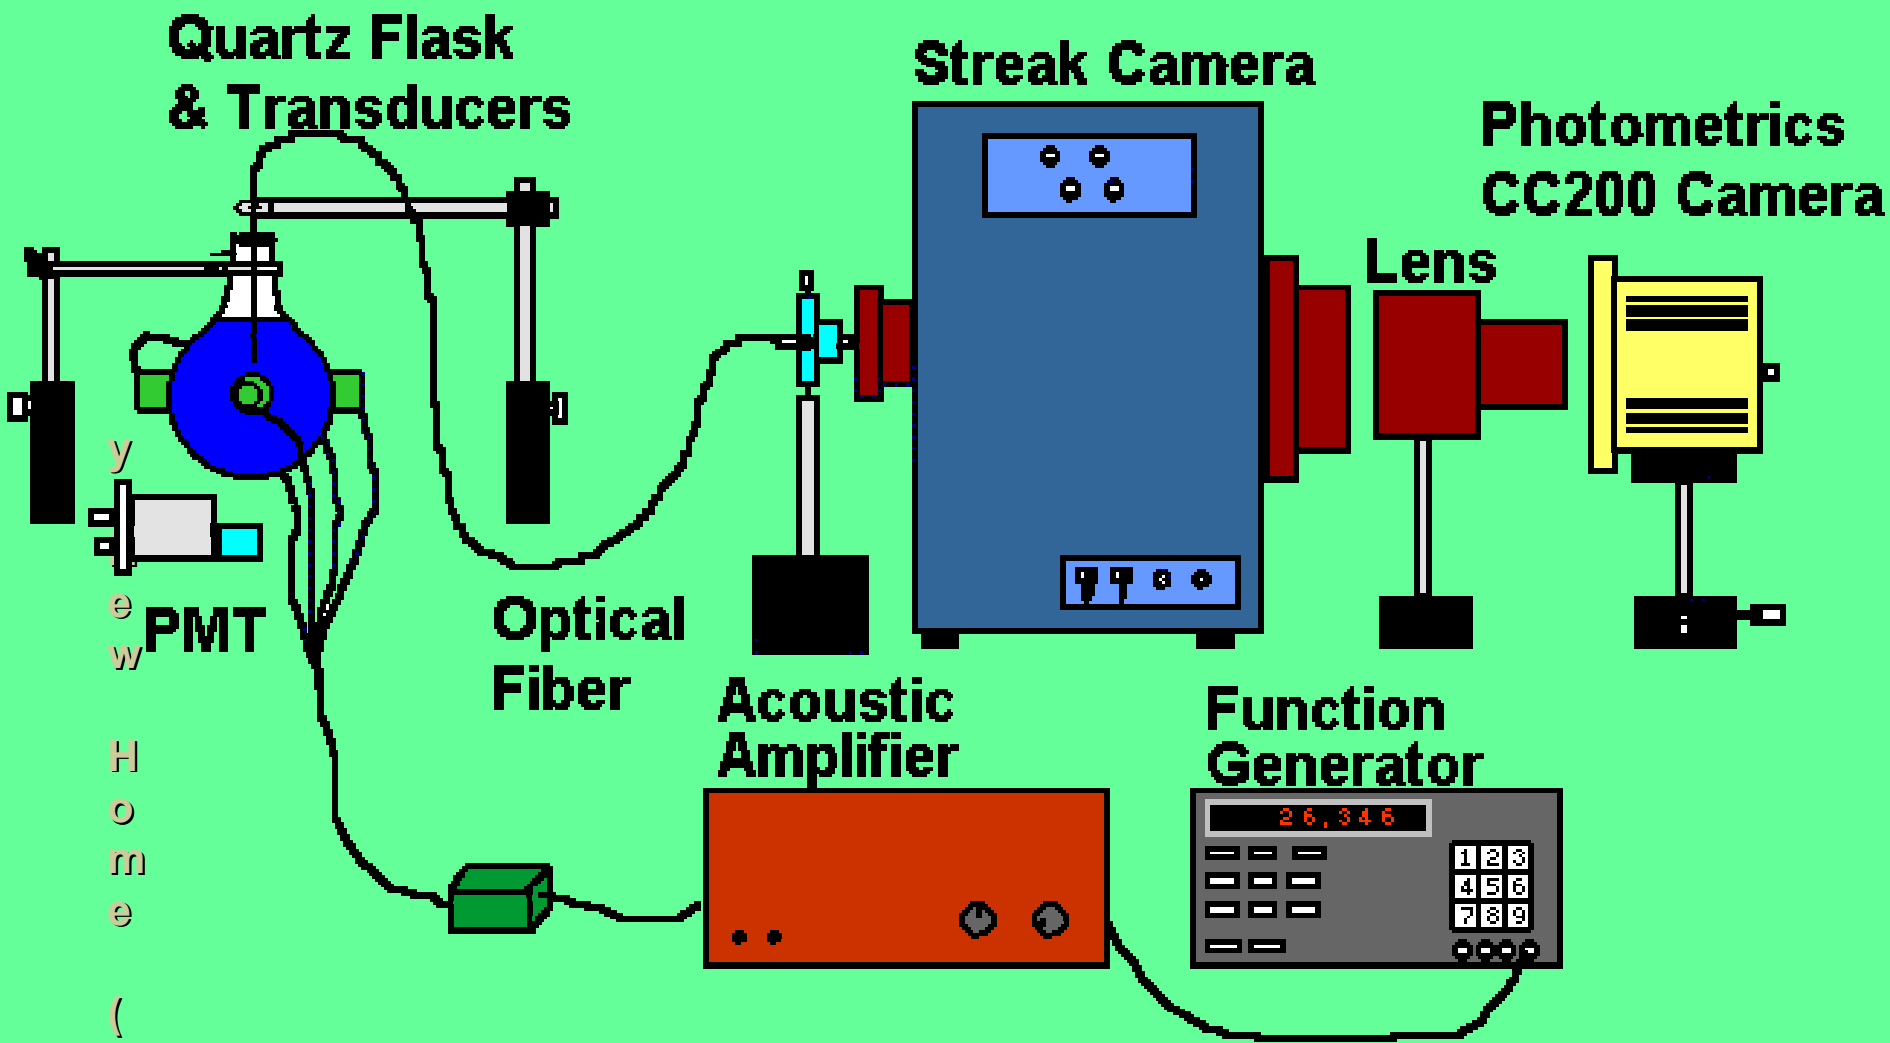 Quartz Flask
& Transducers
Streak Camera
Photometrics
CC200 Camera
Lens
PMT
Optical
Fiber
Acoustic
Amplifier
Function
Generator
26,346
1 2 3
4 5 6
7 8 9
y
e
w
H
o
m
e
(